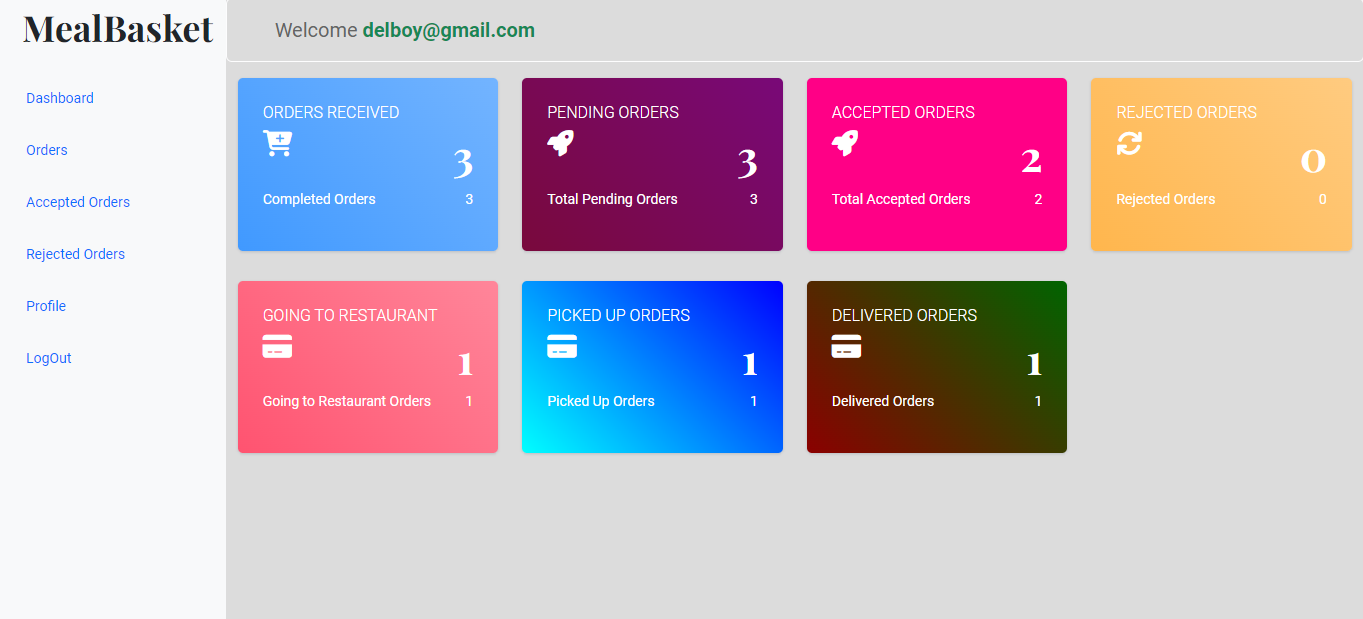 MealBasket
Dashboard
Orders
Accepted Orders
Rejected Orders
Profile
LogOut
Welcome delboy@gmail.com
ORDERS RECEIVED
3
Completed Orders 3
PENDING ORDERS
3
Total Pending Orders 3
ACCEPTED ORDERS
2
Total Accepted Orders 2
REJECTED ORDERS
0
Rejected Orders 0
GOING TO RESTAURANT
1
Going to Restaurant Orders 1
PICKED UP ORDERS
1
Picked Up Orders 1
DELIVERED ORDERS
1
Delivered Orders 1